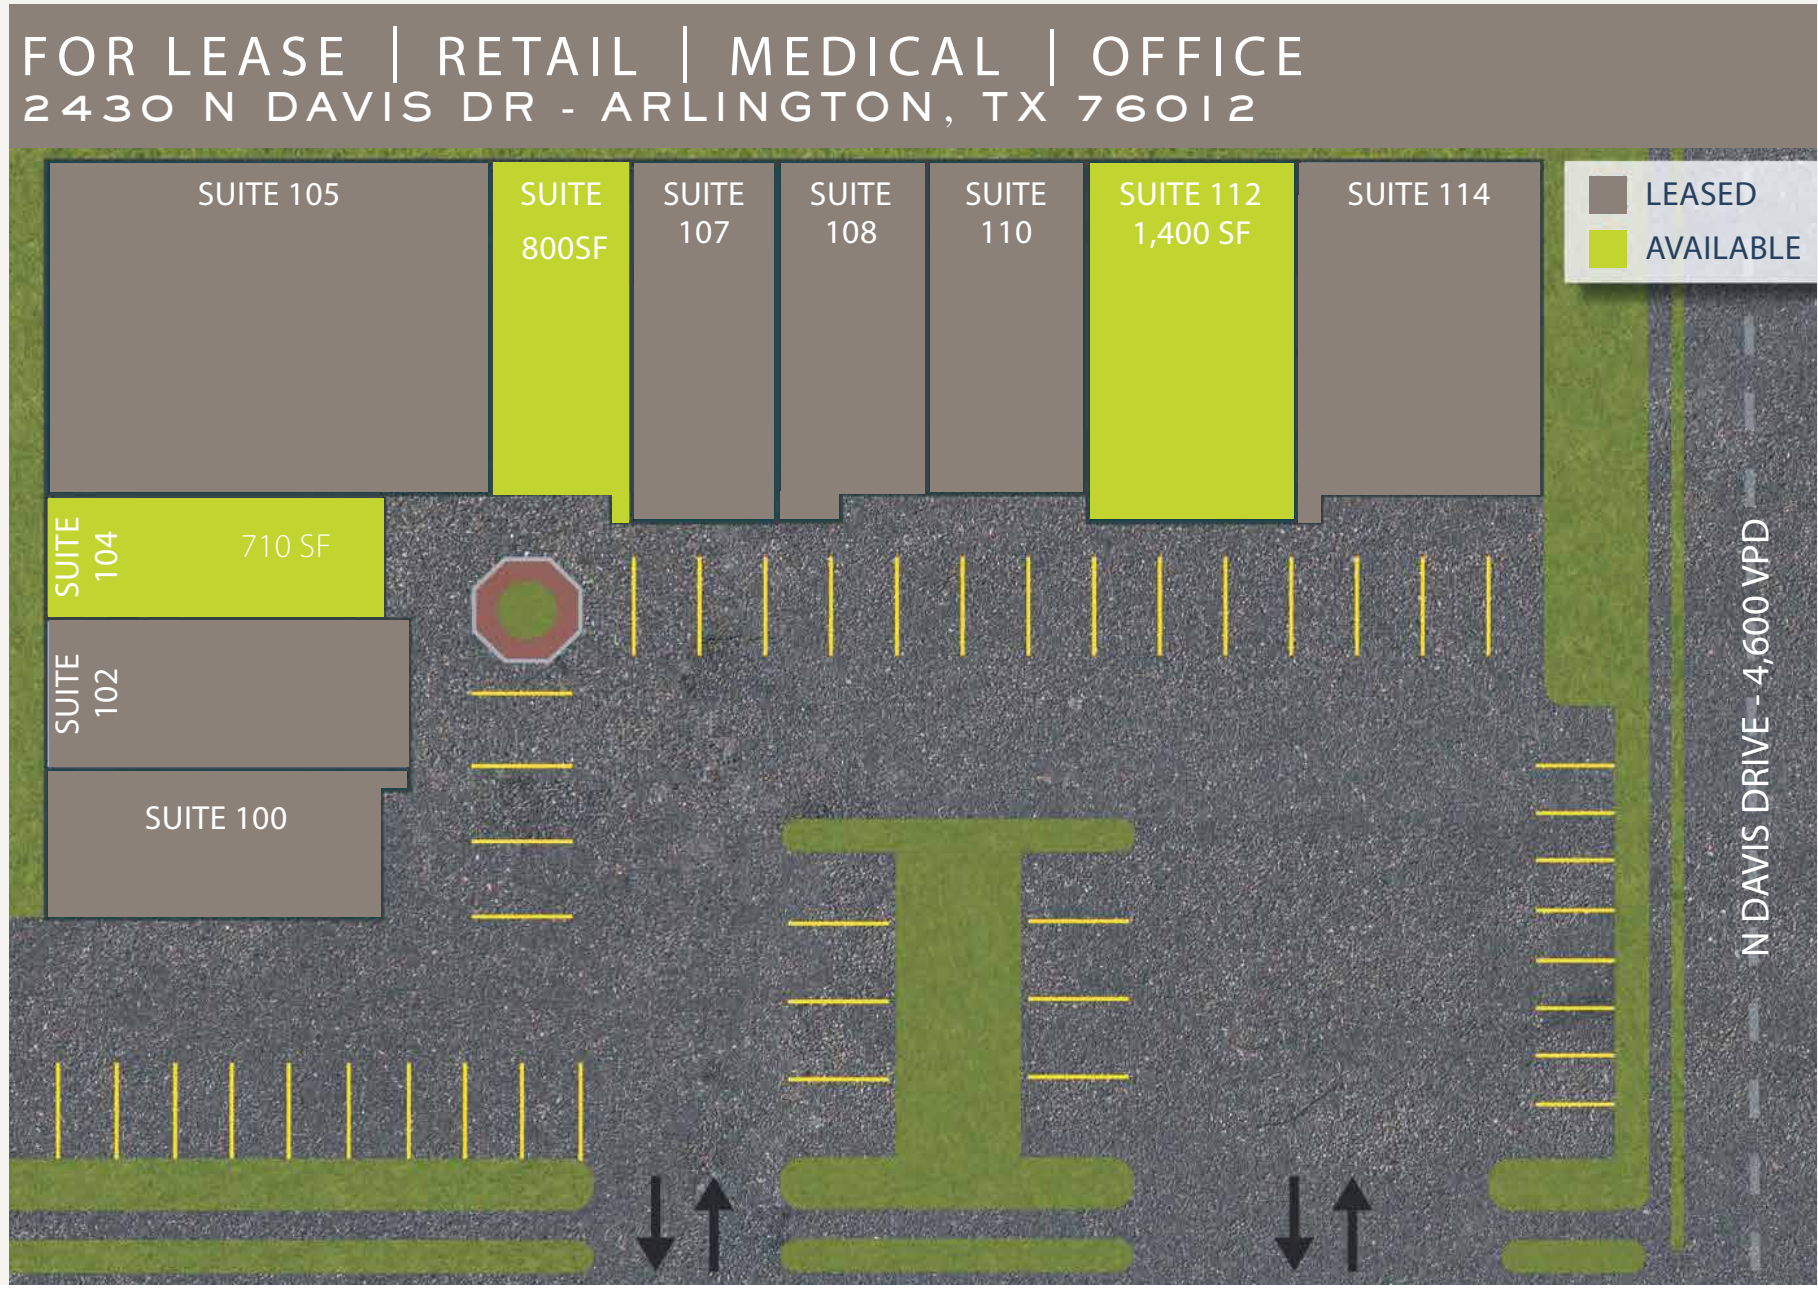 FOR LEASE | RETAIL | MEDICAL | OFFICE
2430 N DAVIS DR - ARLINGTON, TX 76012
SUITE 105
SUITE
800SF
SUITE
107
SUITE
108
SUITE
110
SUITE 112
1,400 SF
SUITE 114
LEASED
AVAILABLE
SUITE
104
710 SF
SUITE
102
SUITE 100
N DAVIS DRIVE - 4,600 VPD